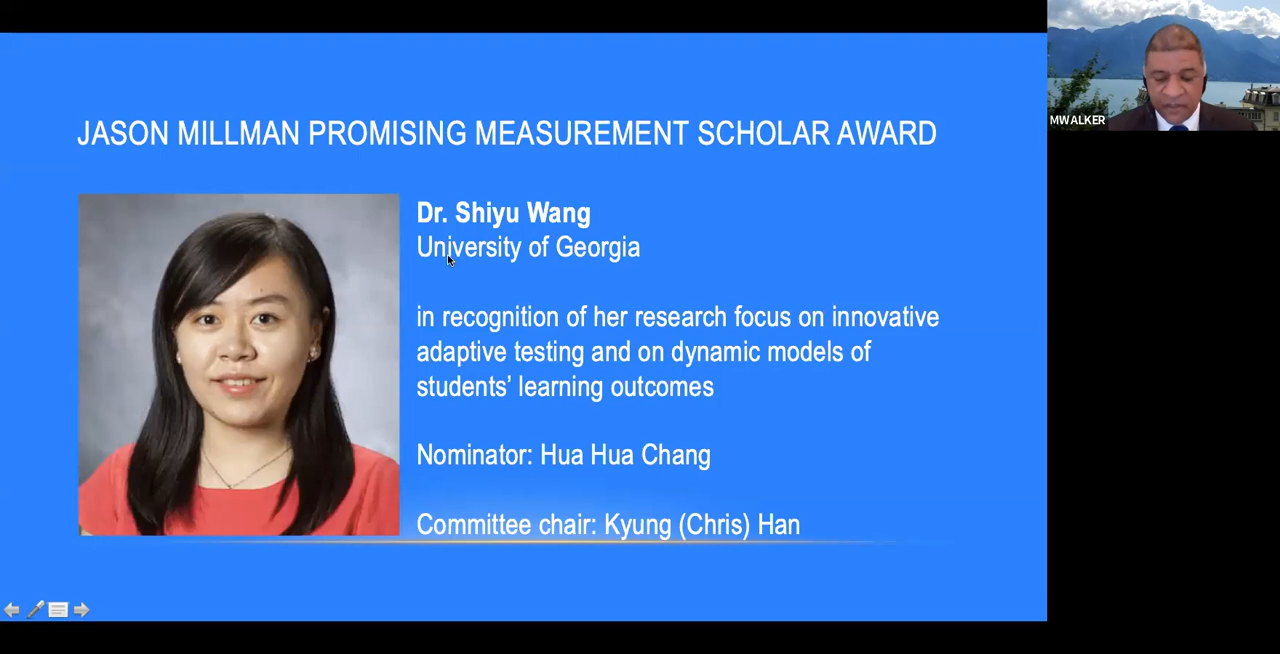 JASON MILLMAN PROMISING MEASUREMENT SCHOLAR AWARD
Dr. Shiyu Wang
University of Georgia
in recognition of her research focus on innovative
adaptive testing and on dynamic models of
students’ learning outcomes
Nominator: Hua Hua Chang
Committee chair: Kyung (Chris) Han
MWALKER